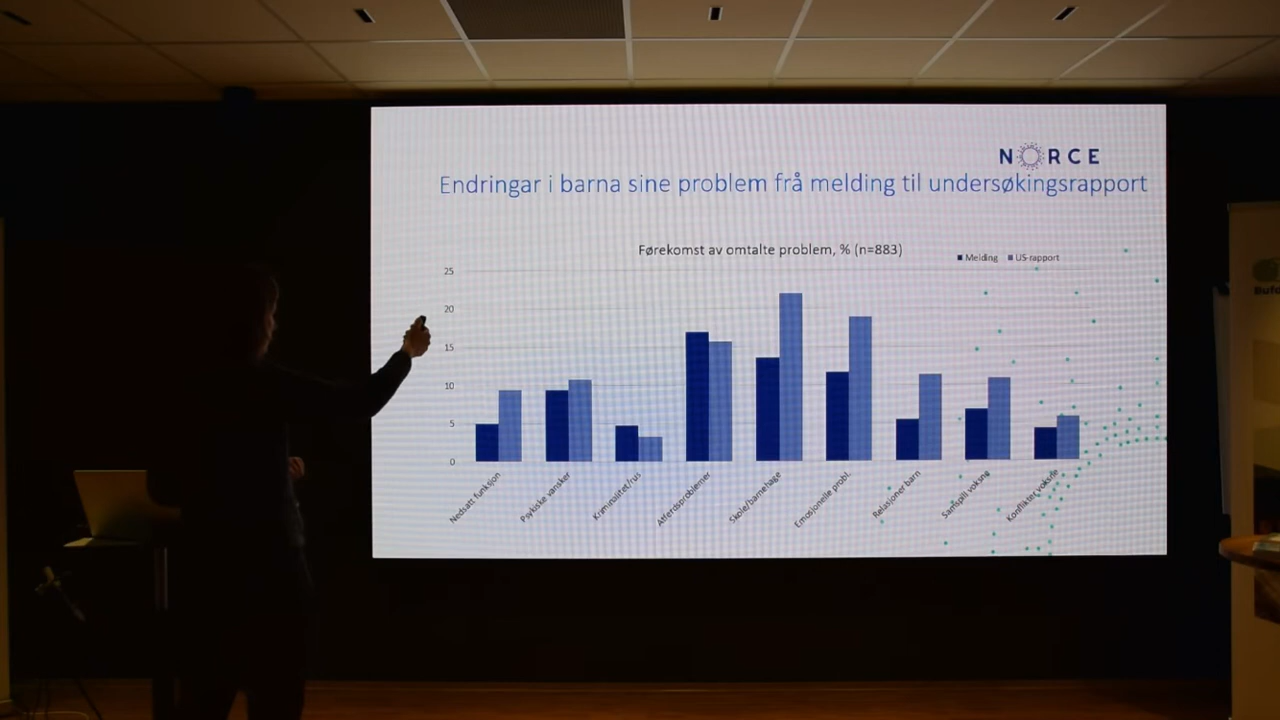 NORCE
Endringar i barna sine problem frå melding til undersøkingsrapport
Førekomst av omtalte problem, % (n=883)
Melding US-rapport
25
20
15
10
5
0
Nedsatt funksjon
Psykiske vansker
Kriminalitet/rus
Atferdsproblemer
Skole/barnehage
Emosjonelle probl.
Relasjoner barn
Samspill voksne
Konflikter voksne